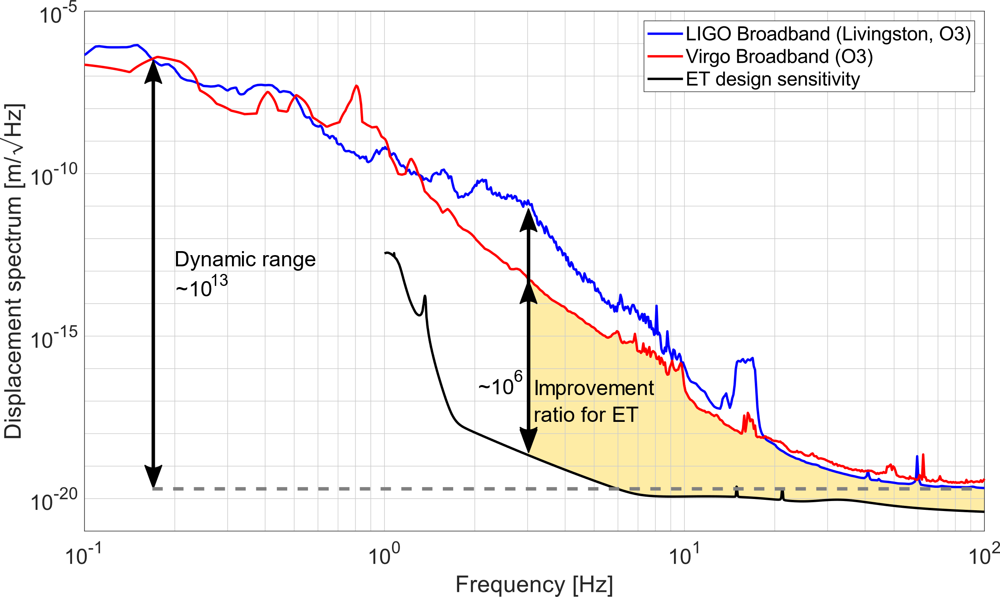 10^-5
LIGO Broadband (Livingston, O3)
Virgo Broadband (O3)
ET design sensitivity
Displacement spectrum [m/√Hz]
10^-10
Dynamic range
~10^13
10^-15
~10^6
Improvement
ratio for ET
10^-20
10^-1 10^0 10^1 10^2
Frequency [Hz]